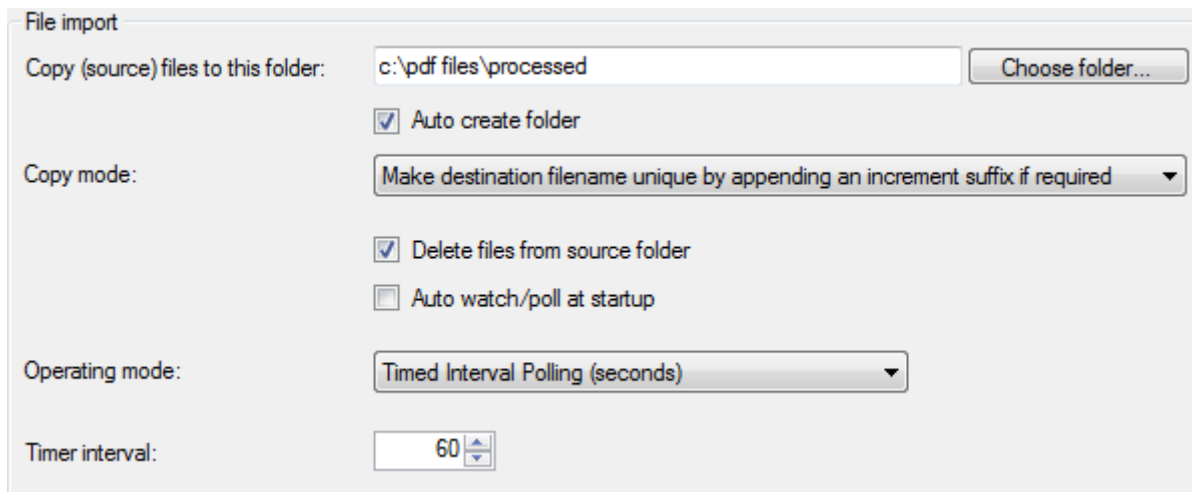 File import
Copy (source) files to this folder: c:\pdf files\processed Choose folder...
Auto create folder
Copy mode: Make destination filename unique by appending an increment suffix if required
Delete files from source folder
Auto watch/poll at startup
Operating mode: Timed Interval Polling (seconds)
Timer interval: 60